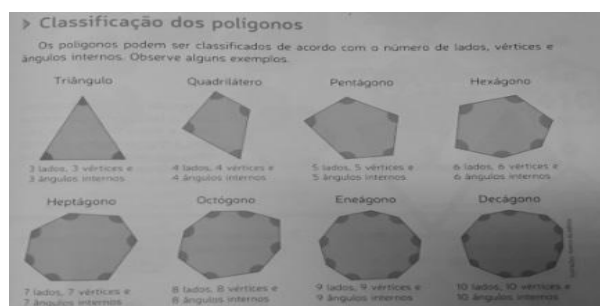 Classificação dos polígonos
Os polígonos podem ser classificados de acordo com o número de lados, vértices e
ângulos internos. Observe alguns exemplos.
Triângulo
Quadrilátero
Pentágono
Hexágono
3 lados, 3 vértices e
3 ângulos internos
4 lados, 4 vértices e
4 ângulos internos
5 lados, 5 vértices e
5 ângulos internos
6 lados, 6 vértices e
6 ângulos internos
Heptágono
Octógono
Eneágono
Decágono
7 lados, 7 vértices e
7 ângulos internos
8 lados, 8 vértices e
8 ângulos internos
9 lados, 9 vértices e
9 ângulos internos
10 lados, 10 vértices e
10 ângulos internos